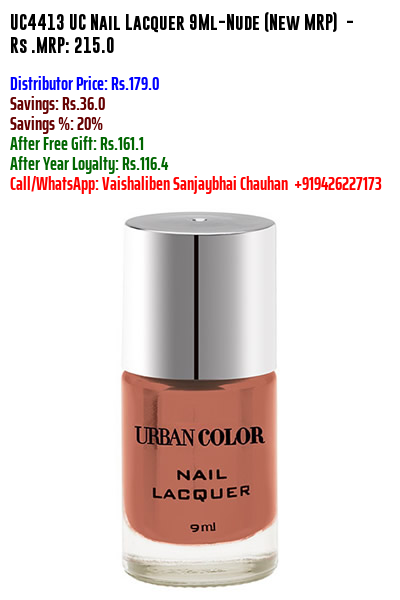 UC4413 UC Nail Lacquer 9Ml-Nude (New MRP) -
Rs .MRP: 215.0
Distributor Price: Rs.179.0
Savings: Rs.36.0
Savings %: 20%
After Free Gift: Rs.161.1
After Year Loyalty: Rs.116.4
Call/WhatsApp: Vaishaliben Sanjaybhai Chauhan +919426227173
URBAN COLOR
NAIL
LACQUER
9ml